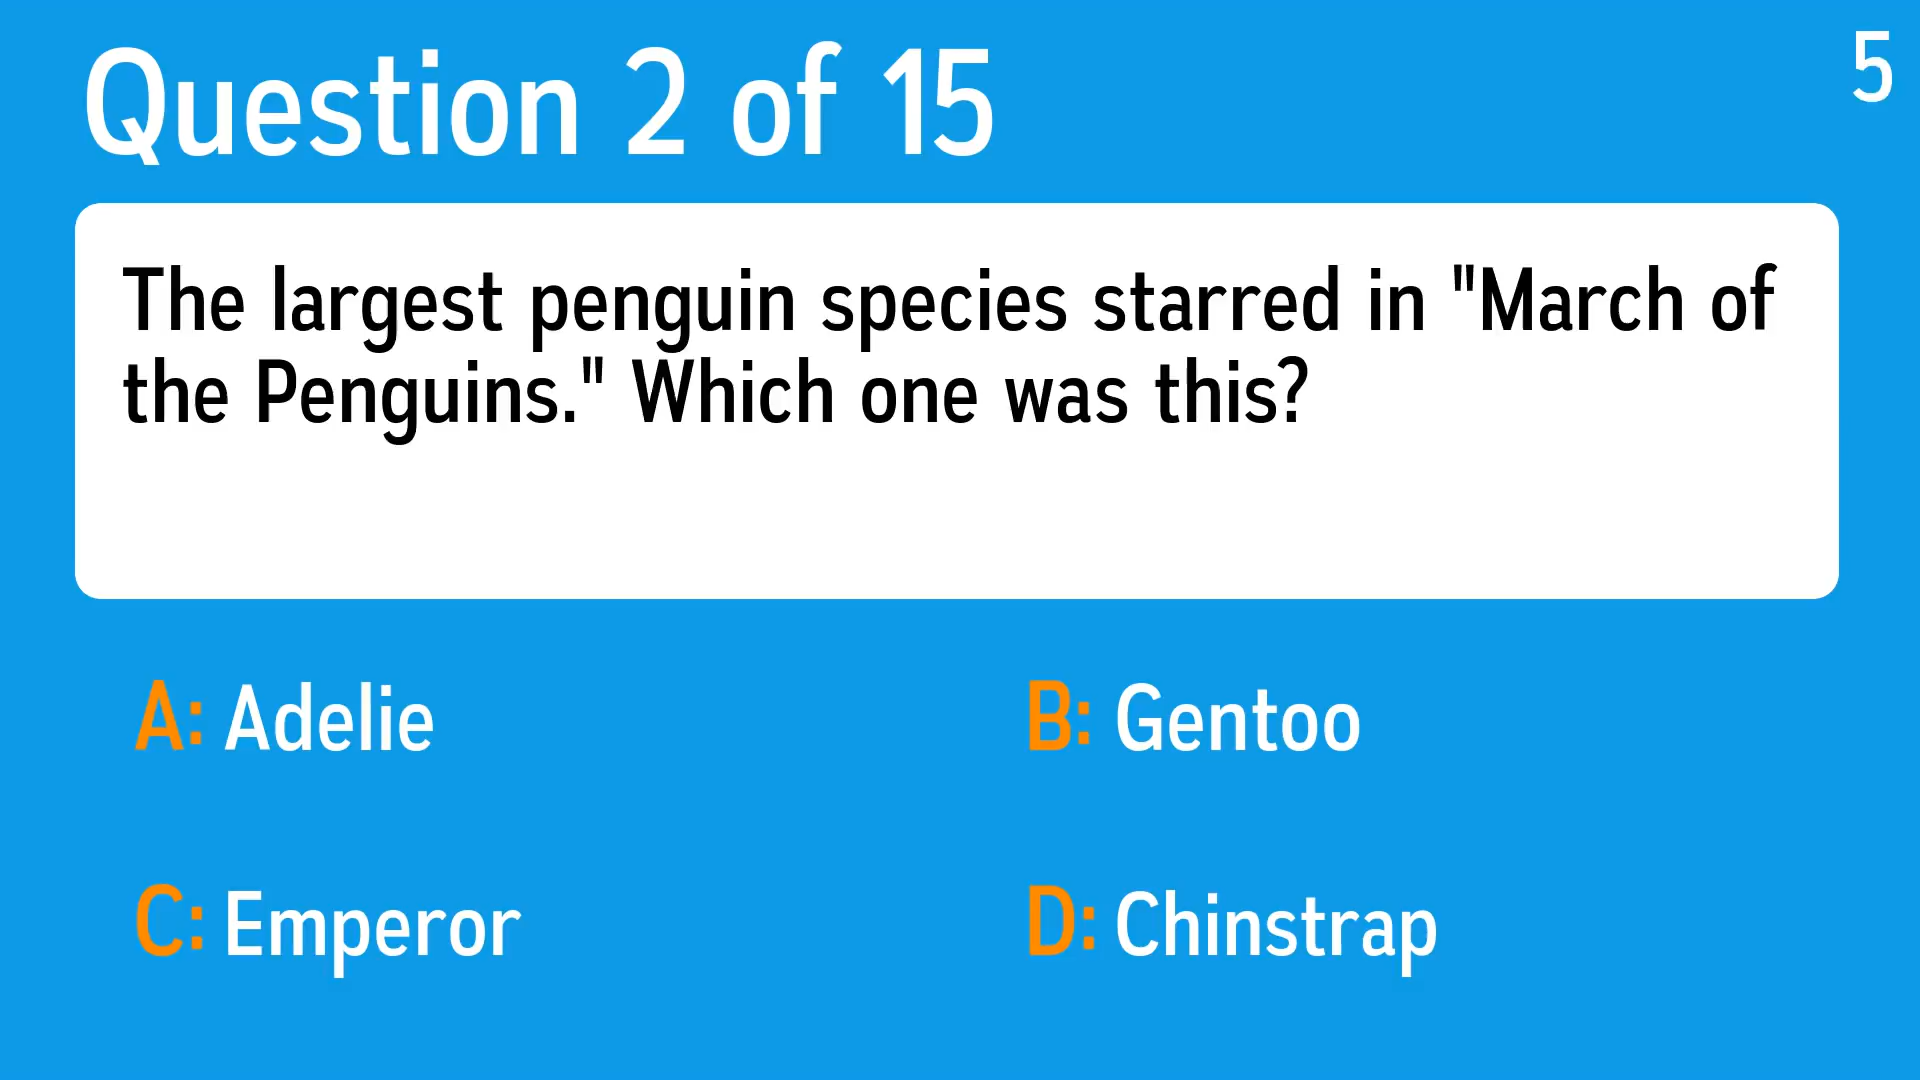 Question 2 of 15
5
The largest penguin species starred in "March of
the Penguins." Which one was this?
A: Adelie
B: Gentoo
C: Emperor
D: Chinstrap